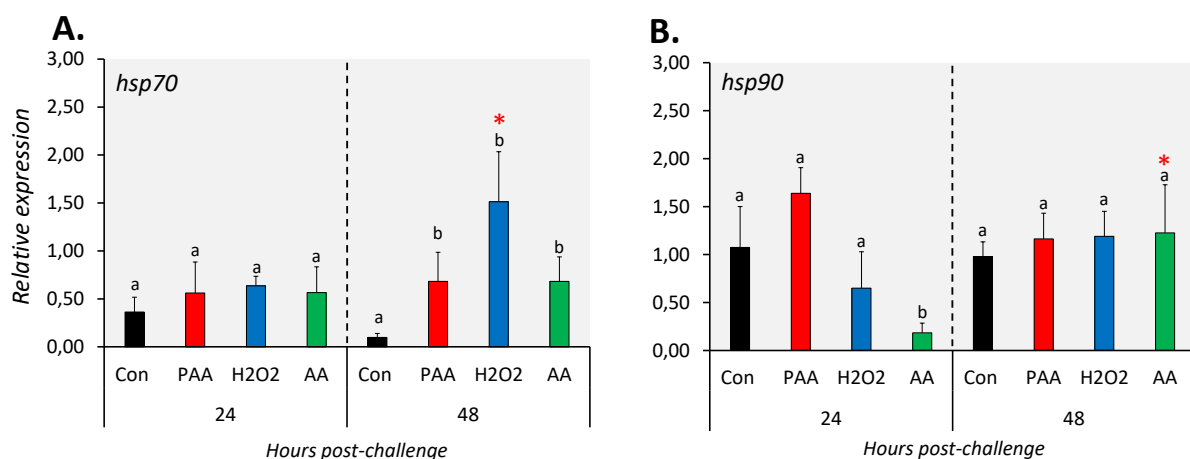 A.
3,00
hsp70
2,50
*
2,00
b
1,50
a
a
a
b
b
1,00
a
a
0,50
0,00
Relative expression
Con PAA H2O2 AA Con PAA H2O2 AA
24 48
Hours post-challenge
B.
3,00
hsp90
2,50
*
2,00
a
a
a
a
a
1,50
a
a
1,00
b
0,50
0,00
Con PAA H2O2 AA Con PAA H2O2 AA
24 48
Hours post-challenge